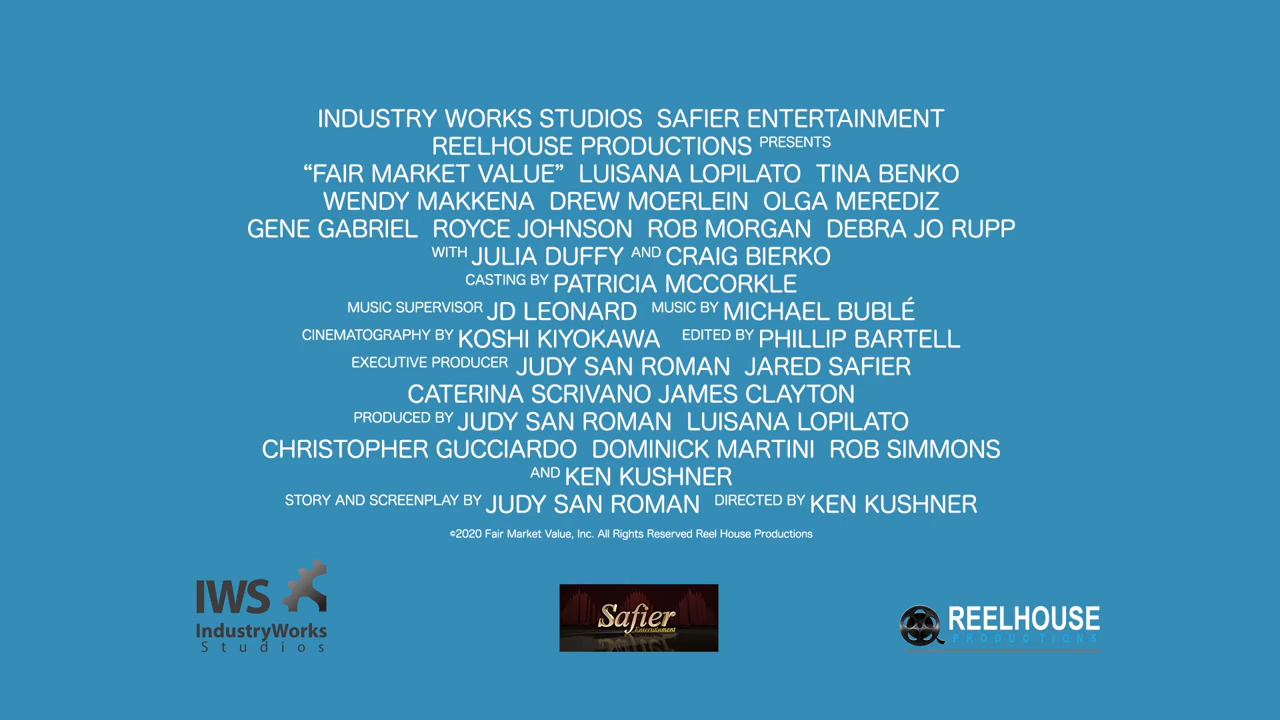 INDUSTRY WORKS STUDIOS SAFIER ENTERTAINMENT
REELHOUSE PRODUCTIONS PRESENTS
“FAIR MARKET VALUE” LUISANA LOPILATO TINA BENKO
WENDY MAKKENA DREW MOERLEIN OLGA MEREDIZ
GENE GABRIEL ROYCE JOHNSON ROB MORGAN DEBRA JO RUPP
WITH JULIA DUFFY AND CRAIG BIERKO
CASTING BY PATRICIA MCCORKLE
MUSIC SUPERVISOR JD LEONARD MUSIC BY MICHAEL BUBLÉ
CINEMATOGRAPHY BY KOSHI KIYOKAWA EDITED BY PHILLIP BARTELL
EXECUTIVE PRODUCER JUDY SAN ROMAN JARED SAFIER
CATERINA SCRIVANO JAMES CLAYTON
PRODUCED BY JUDY SAN ROMAN LUISANA LOPILATO
CHRISTOPHER GUCCIARDO DOMINICK MARTINI ROB SIMMONS
AND KEN KUSHNER
STORY AND SCREENPLAY BY JUDY SAN ROMAN DIRECTED BY KEN KUSHNER
©2020 Fair Market Value, Inc. All Rights Reserved Reel House Productions
IWS
IndustryWorks
Studios
Safier
Entertainment
REELHOUSE
PRODUCTIONS